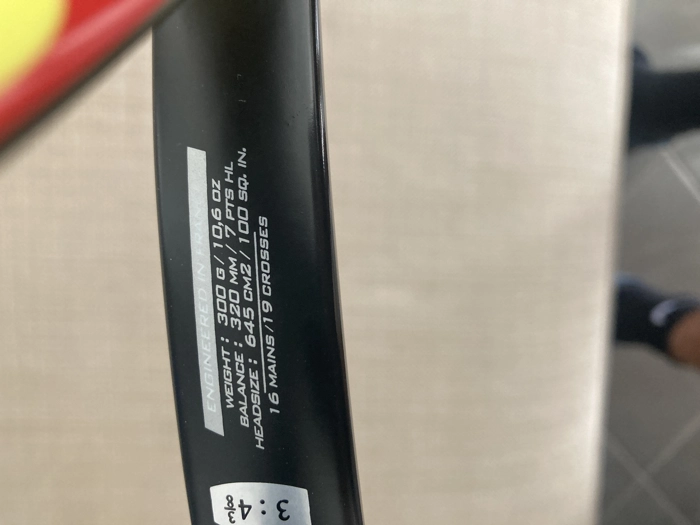 ENGINEERED IN FRANCE
WEIGHT: 300 G/10,6 OZ
BALANCE: 320 MM/ 7 PTS HL
HEADSIZE: 645 CM2 / 100 SQ. IN.
16 MAINS/19 CROSSES
3:4 3/8